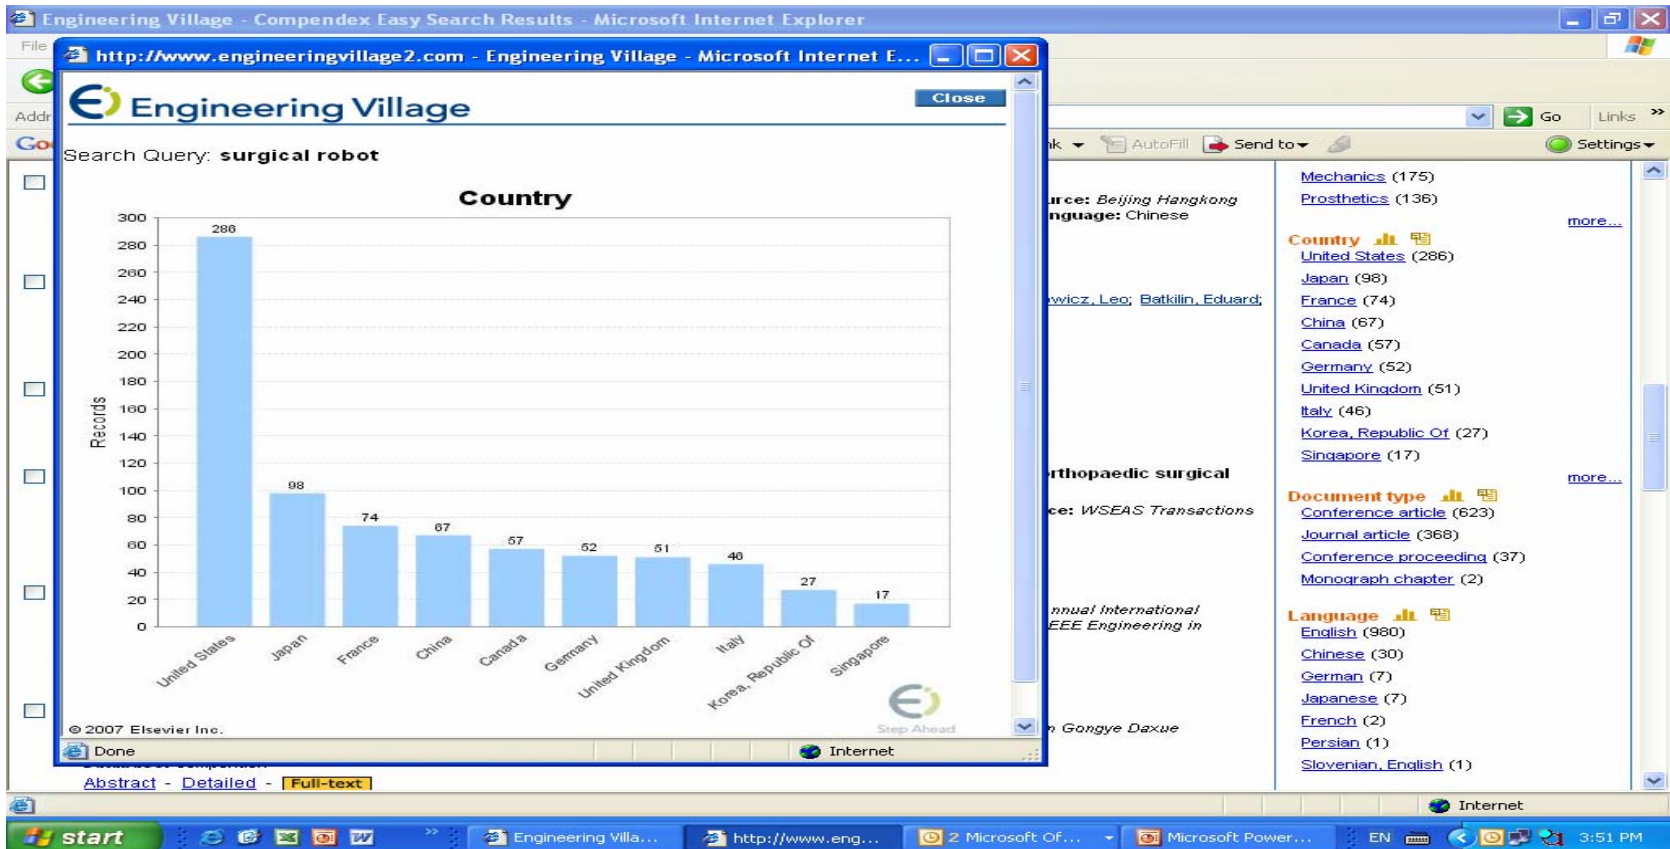 Engineering Village - Compendex Easy Search Results - Microsoft Internet Explorer
File
http://www.engineeringvillage2.com - Engineering Village - Microsoft Internet E...
Engineering Village
Close
Addr
Go Links »
AutoFill Send to Settings
Search Query: surgical robot
Country
Records
300
280
260
240
220
200
180
160
140
120
100
80
60
40
20
0
286
98
74
67
57
52
51
46
27
17
United States
Japan
France
China
Canada
Germany
United Kingdom
Italy
Korea, Republic Of
Singapore
© 2007 Elsevier Inc.
Step Ahead
Done
Internet
urce: Beijing Hangkong
nguage: Chinese
wicz, Leo; Batkilin, Eduard;
rthopaedic surgical
ce: WSEAS Transactions
nnual International
EEE Engineering in
n Gongye Daxue
Abstract - Detailed - Full-text
Mechanics (175)
Prosthetics (136)
more...
Country
United States (286)
Japan (98)
France (74)
China (67)
Canada (57)
Germany (52)
United Kingdom (51)
Italy (46)
Korea, Republic Of (27)
Singapore (17)
more...
Document type
Conference article (623)
Journal article (368)
Conference proceeding (37)
Monograph chapter (2)
Language
English (980)
Chinese (30)
German (7)
Japanese (7)
French (2)
Persian (1)
Slovenian, English (1)
Internet
start
»
Engineering Villa...
http://www.eng...
2 Microsoft Of...
Microsoft Power...
EN
3:51 PM